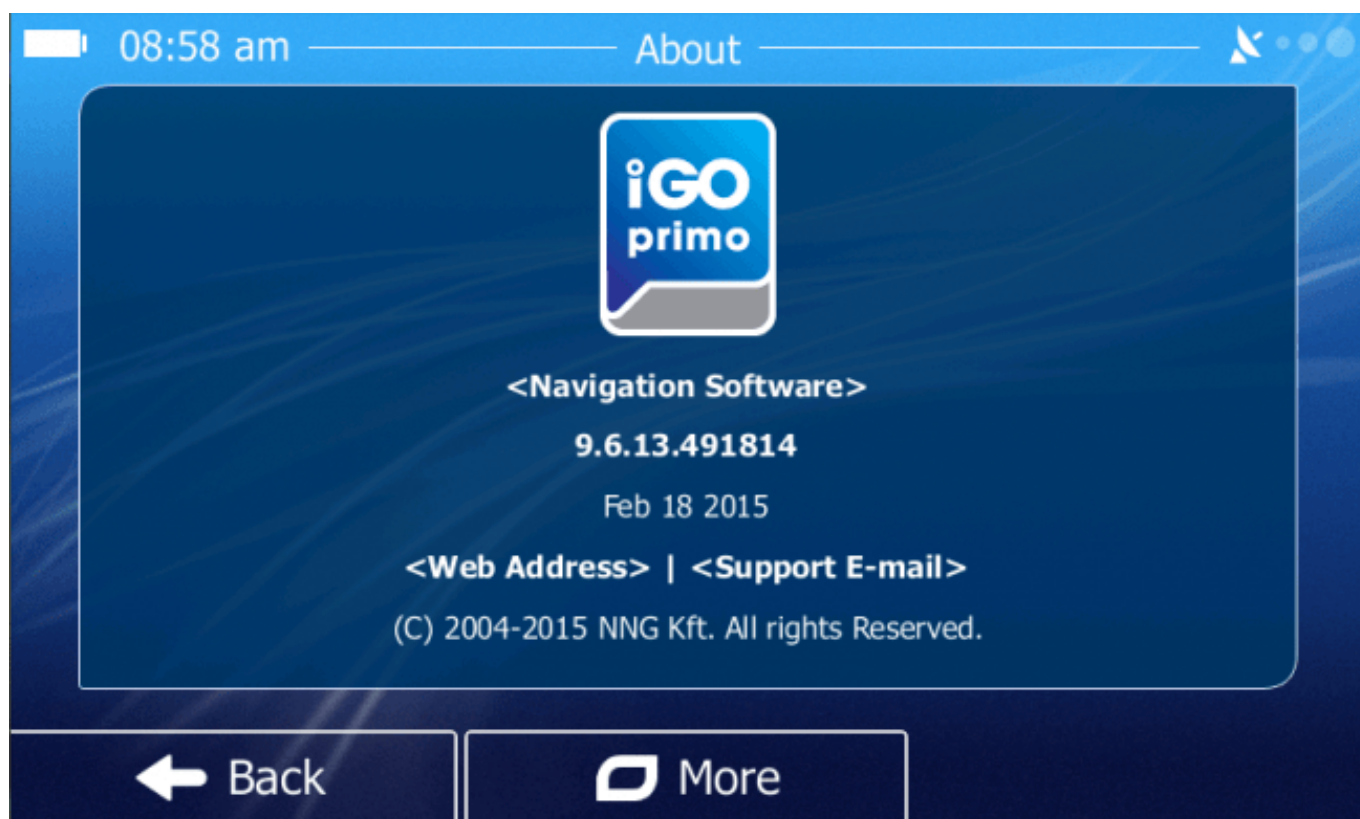 08:58 am
About
iGO
primo
<Navigation Software>
9.6.13.491814
Feb 18 2015
<Web Address> | <Support E-mail>
(C) 2004-2015 NNG Kft. All rights Reserved.
Back
More